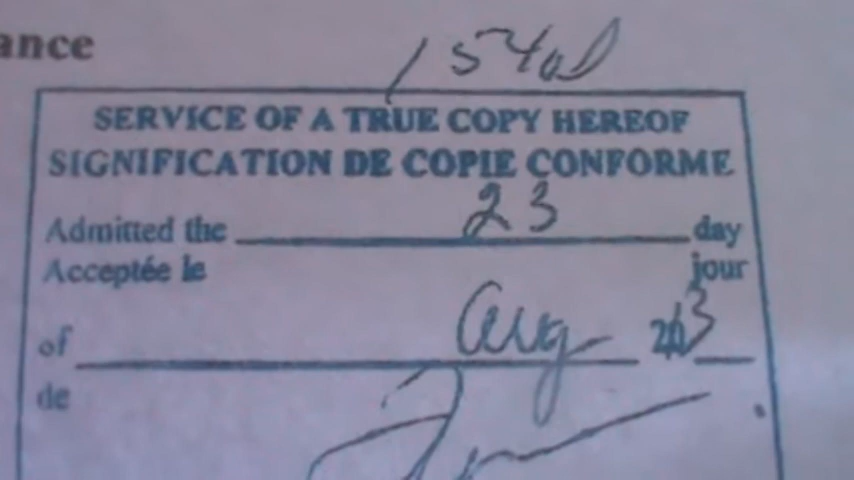 ance
SERVICE OF A TRUE COPY HEREOF
SIGNIFICATION DE COPIE CONFORME
Admitted the 23 day
Acceptée le jour
of Aug 2013
de